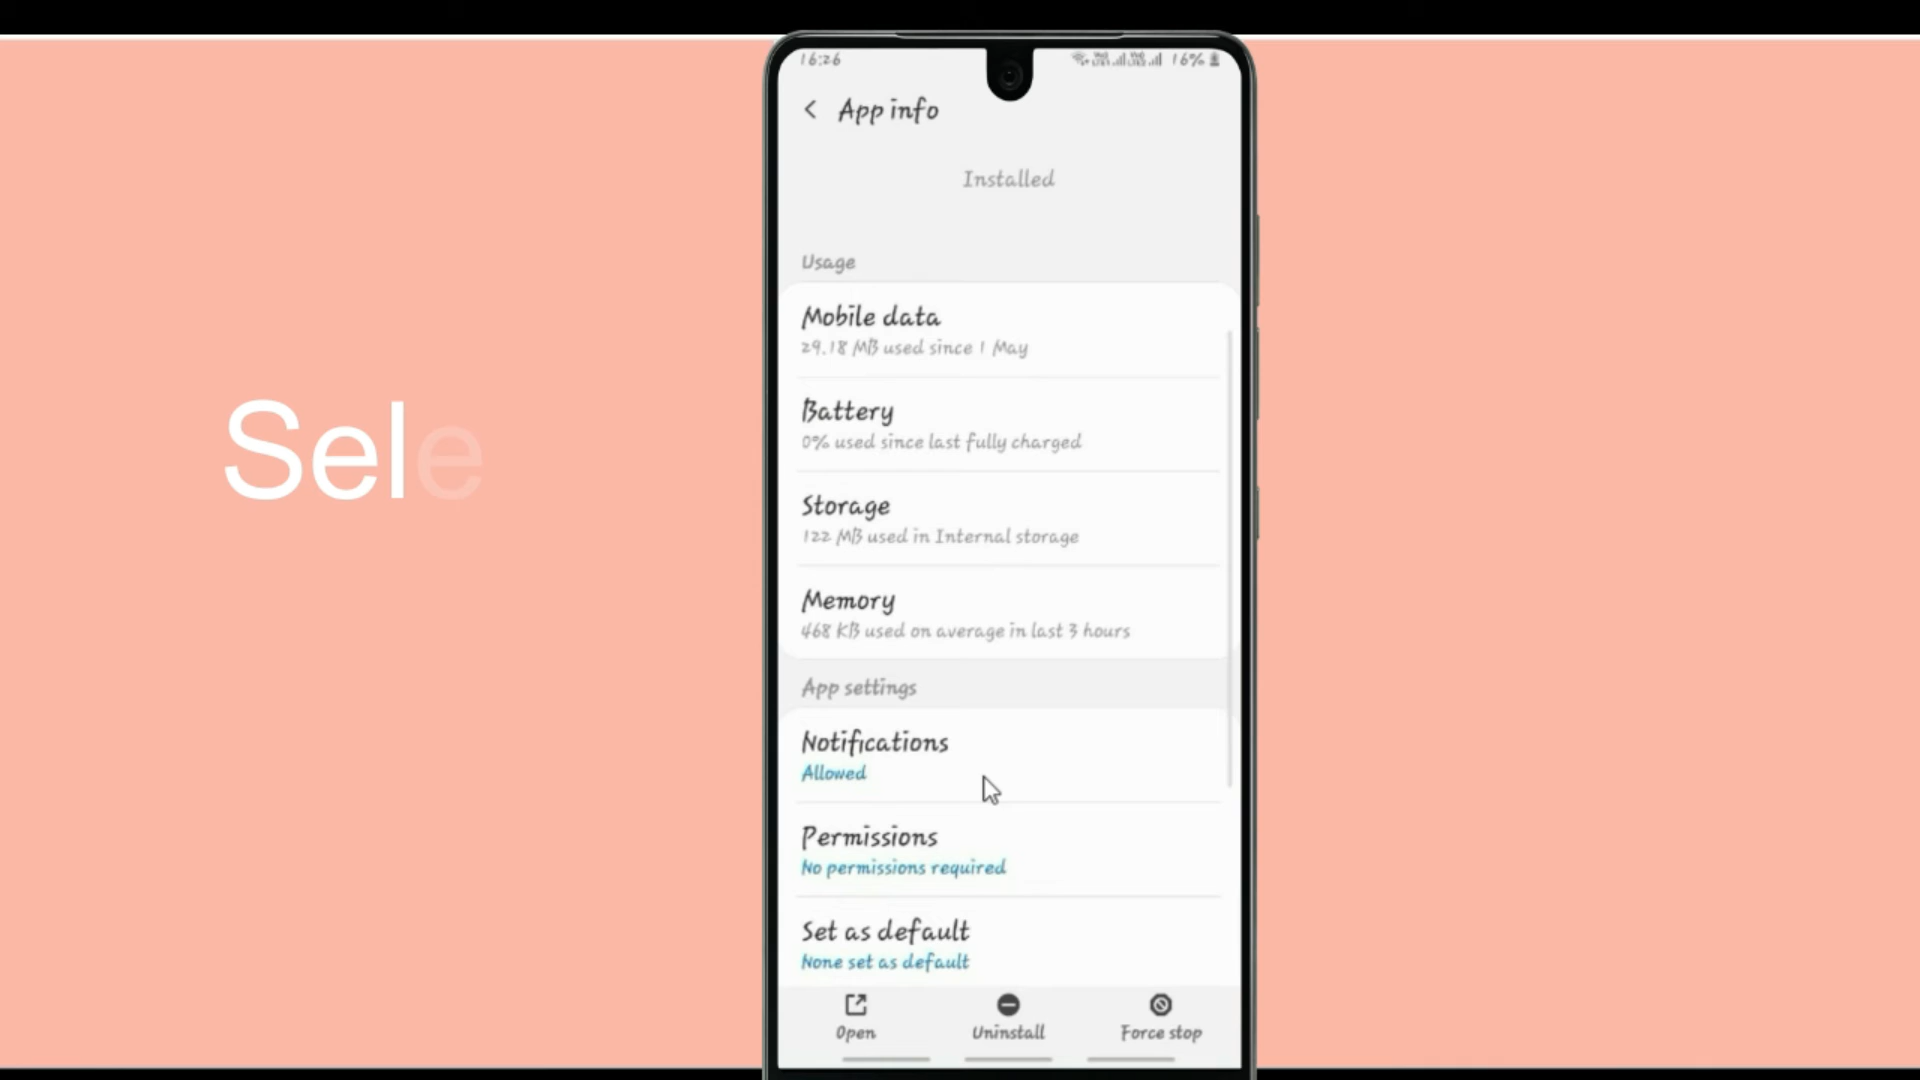 16:26
16%
App info
Installed
Usage
Mobile data
29.18 MB used since 1 May
Battery
0% used since last fully charged
Sele
Storage
122 MB used in Internal storage
Memory
468 KB used on average in last 3 hours
App settings
Notifications
Allowed
Permissions
No permissions required
Set as default
None set as default
Open
Uninstall
Force stop